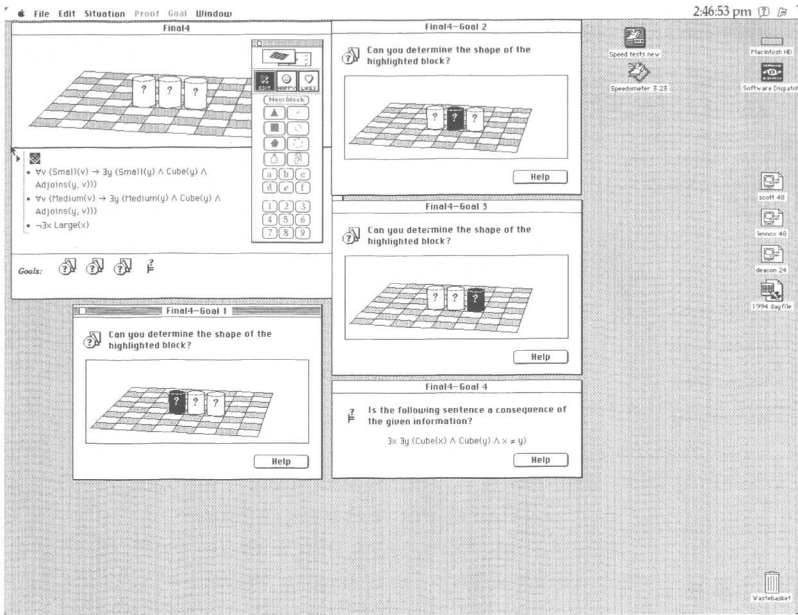 File Edit Situation Proof Goal Window
2:46:53 pm
Final4
? ? ?
EDIT HAPPY LIKES
New block
a b c
d e f
1 2 3
4 5 6
7 8 9
∀v (Small(v) → ∃y (Small(y) ∧ Cube(y) ∧
Adjoins(y, v)))
∀v (Medium(v) → ∃y (Medium(y) ∧ Cube(y) ∧
Adjoins(y, v)))
¬∃x Large(x)
Goals: ? ? ? ?
Final4–Goal 1
Can you determine the shape of the
highlighted block?
? ? ?
Help
Final4–Goal 2
Can you determine the shape of the
highlighted block?
? ? ?
Help
Final4–Goal 3
Can you determine the shape of the
highlighted block?
? ? ?
Help
Final4–Goal 4
Is the following sentence a consequence of
the given information?
∃x ∃y (Cube(x) ∧ Cube(y) ∧ x ≠ y)
Help
Speed tests new
Speedometer 3.23
Macintosh HD
Software Dispatch
scott 48
lennox 48
deacon 24
1994 dayfile
Wastebasket